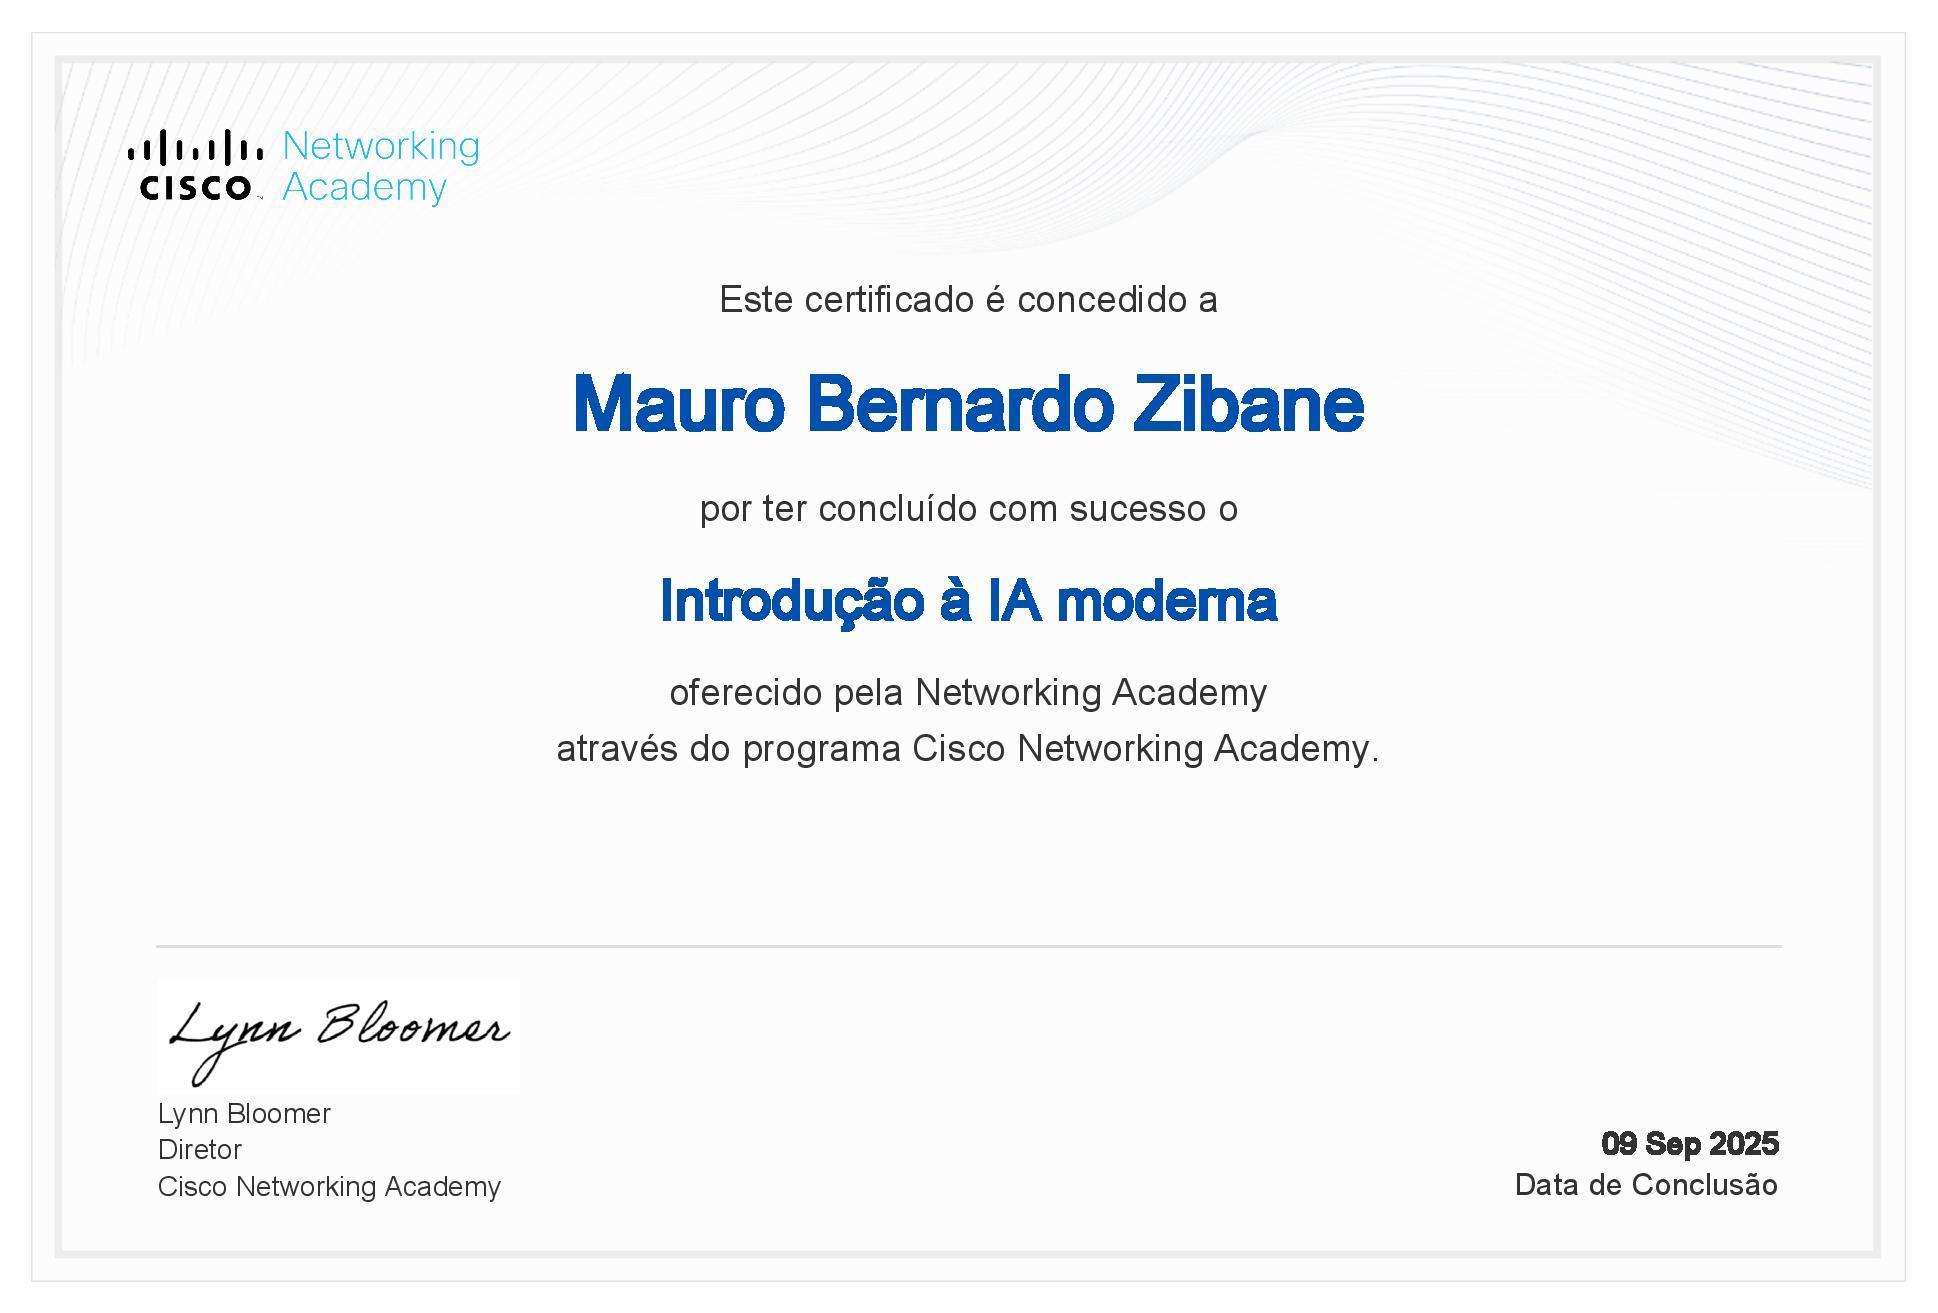 Networking
CISCO Academy
Este certificado é concedido a
Mauro Bernardo Zibane
por ter concluído com sucesso o
Introdução à IA moderna
oferecido pela Networking Academy
através do programa Cisco Networking Academy.
Lynn Bloomer
Lynn Bloomer
Diretor
Cisco Networking Academy
09 Sep 2025
Data de Conclusão